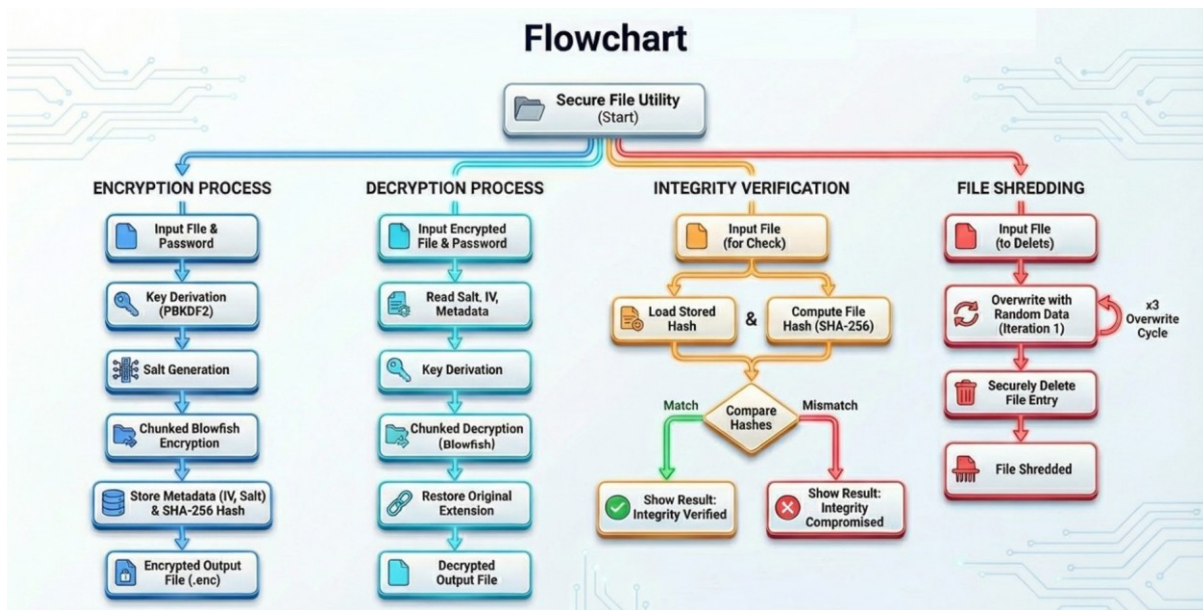 Flowchart
Secure File Utility
(Start)
ENCRYPTION PROCESS
Input File &
Password
Key Derivation
(PBKDF2)
Salt Generation
Chunked Blowfish
Encryption
Store Metadata (IV, Salt)
& SHA-256 Hash
Encrypted Output
File (.enc)
DECRYPTION PROCESS
Input Encrypted
File & Password
Read Salt, IV,
Metadata
Key Derivation
Chunked Decryption
(Blowfish)
Restore Original
Extension
Decrypted
Output File
INTEGRITY VERIFICATION
Input File
(for Check)
Load Stored
Hash
&
Compute File
Hash (SHA-256)
Match
Compare
Hashes
Mismatch
Show Result:
Integrity Verified
Show Result:
Integrity
Compromised
FILE SHREDDING
Input File
(to Delets)
Overwrite with
Random Data
(Iteration 1)
x3
Overwrite
Cycle
Securely Delete
File Entry
File Shredded